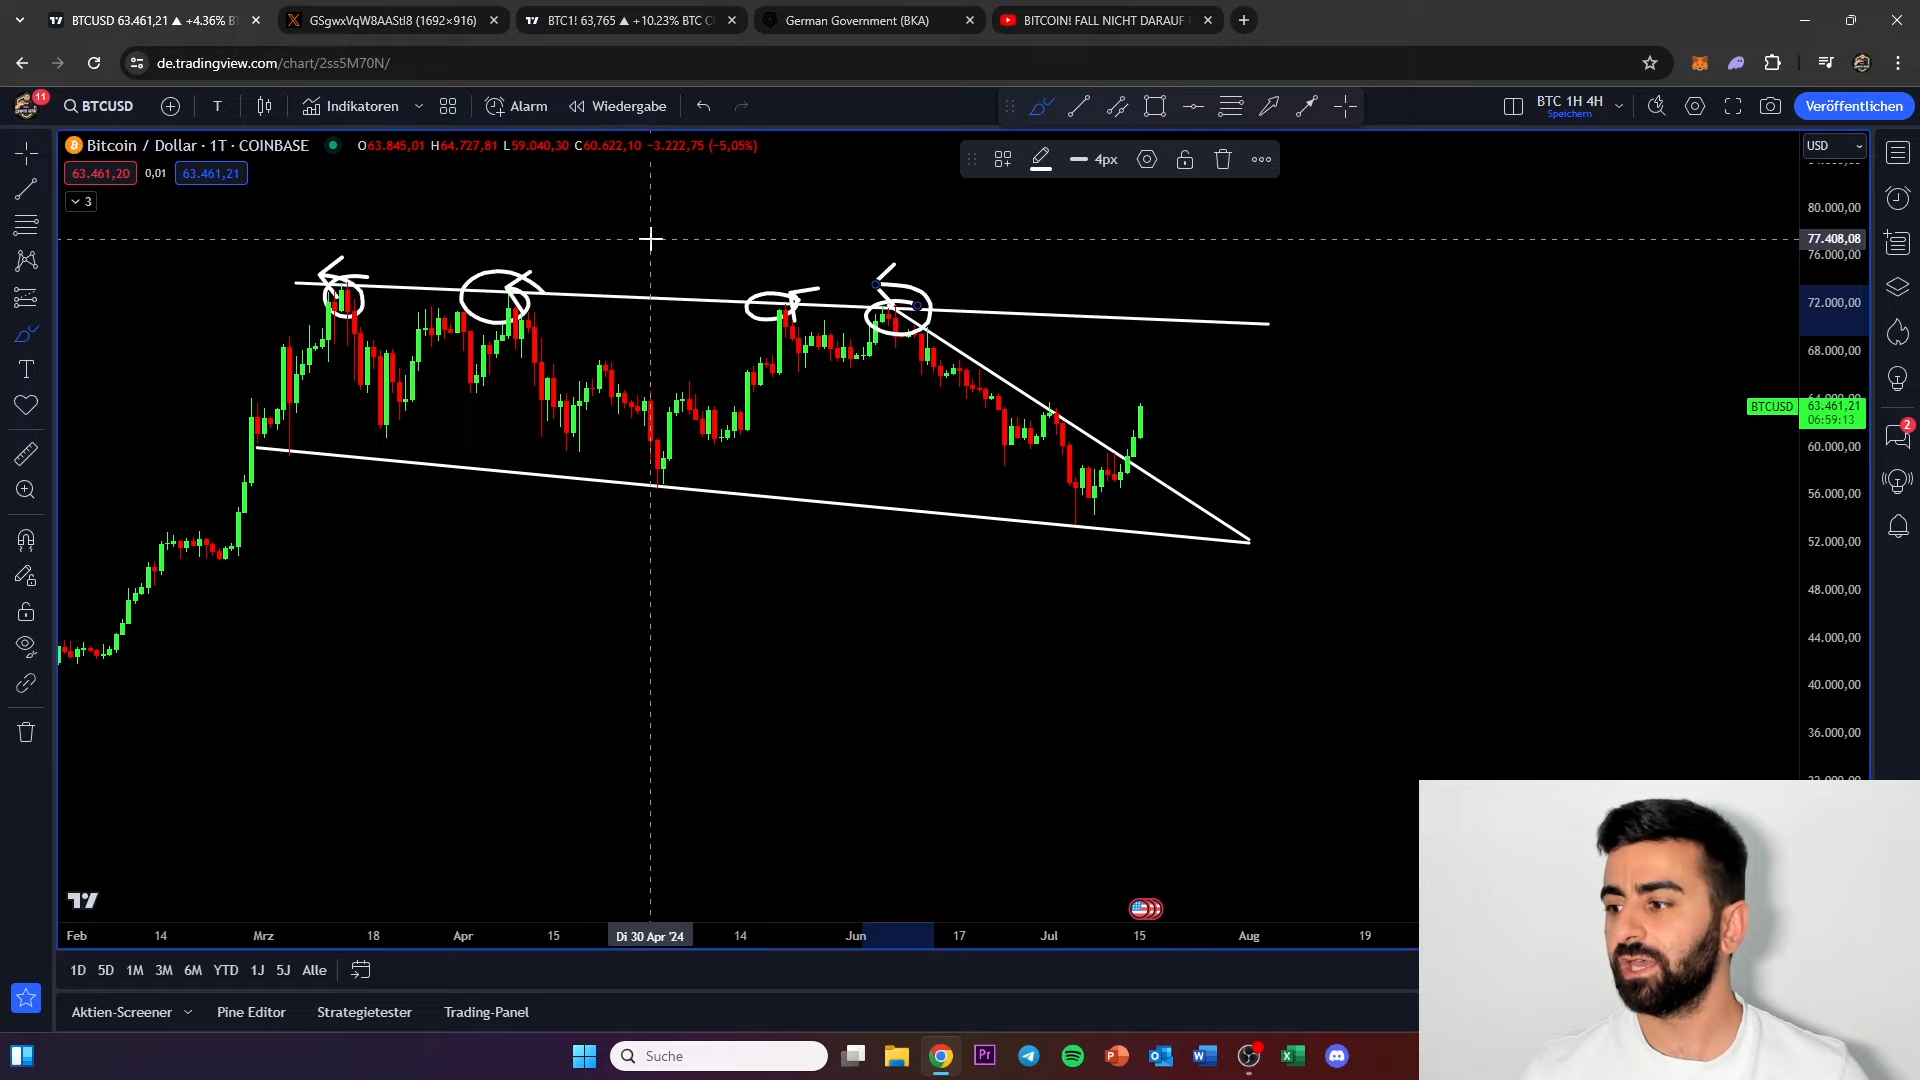 BTCUSD 63.461,21 ▲ +4.36% B
GSgwxVqW8AAStl8 (1692×916)
BTC1! 63,765 ▲ +10.23% BTC C
German Government (BKA)
BITCOIN! FALL NICHT DARAUF
de.tradingview.com/chart/2ss5M70N/
11
BTCUSD
T
Indikatoren
Alarm
Wiedergabe
BTC 1H 4H
Speichern
Veröffentlichen
Bitcoin / Dollar · 1T · COINBASE
O63.845,01 H64.727,81 L59.040,30 C60.622,10 −3.222,75 (−5,05%)
4px
USD
63.461,20
0,01
63.461,21
3
80.000,00
77.408,08
76.000,00
72.000,00
68.000,00
BTCUSD
63.461,21
06:59:13
60.000,00
56.000,00
52.000,00
48.000,00
44.000,00
40.000,00
36.000,00
2
Feb
14
Mrz
18
Apr
15
Di 30 Apr '24
14
Jun
17
Jul
15
Aug
19
1D
5D
1M
3M
6M
YTD
1J
5J
Alle
Aktien-Screener
Pine Editor
Strategietester
Trading-Panel
Suche